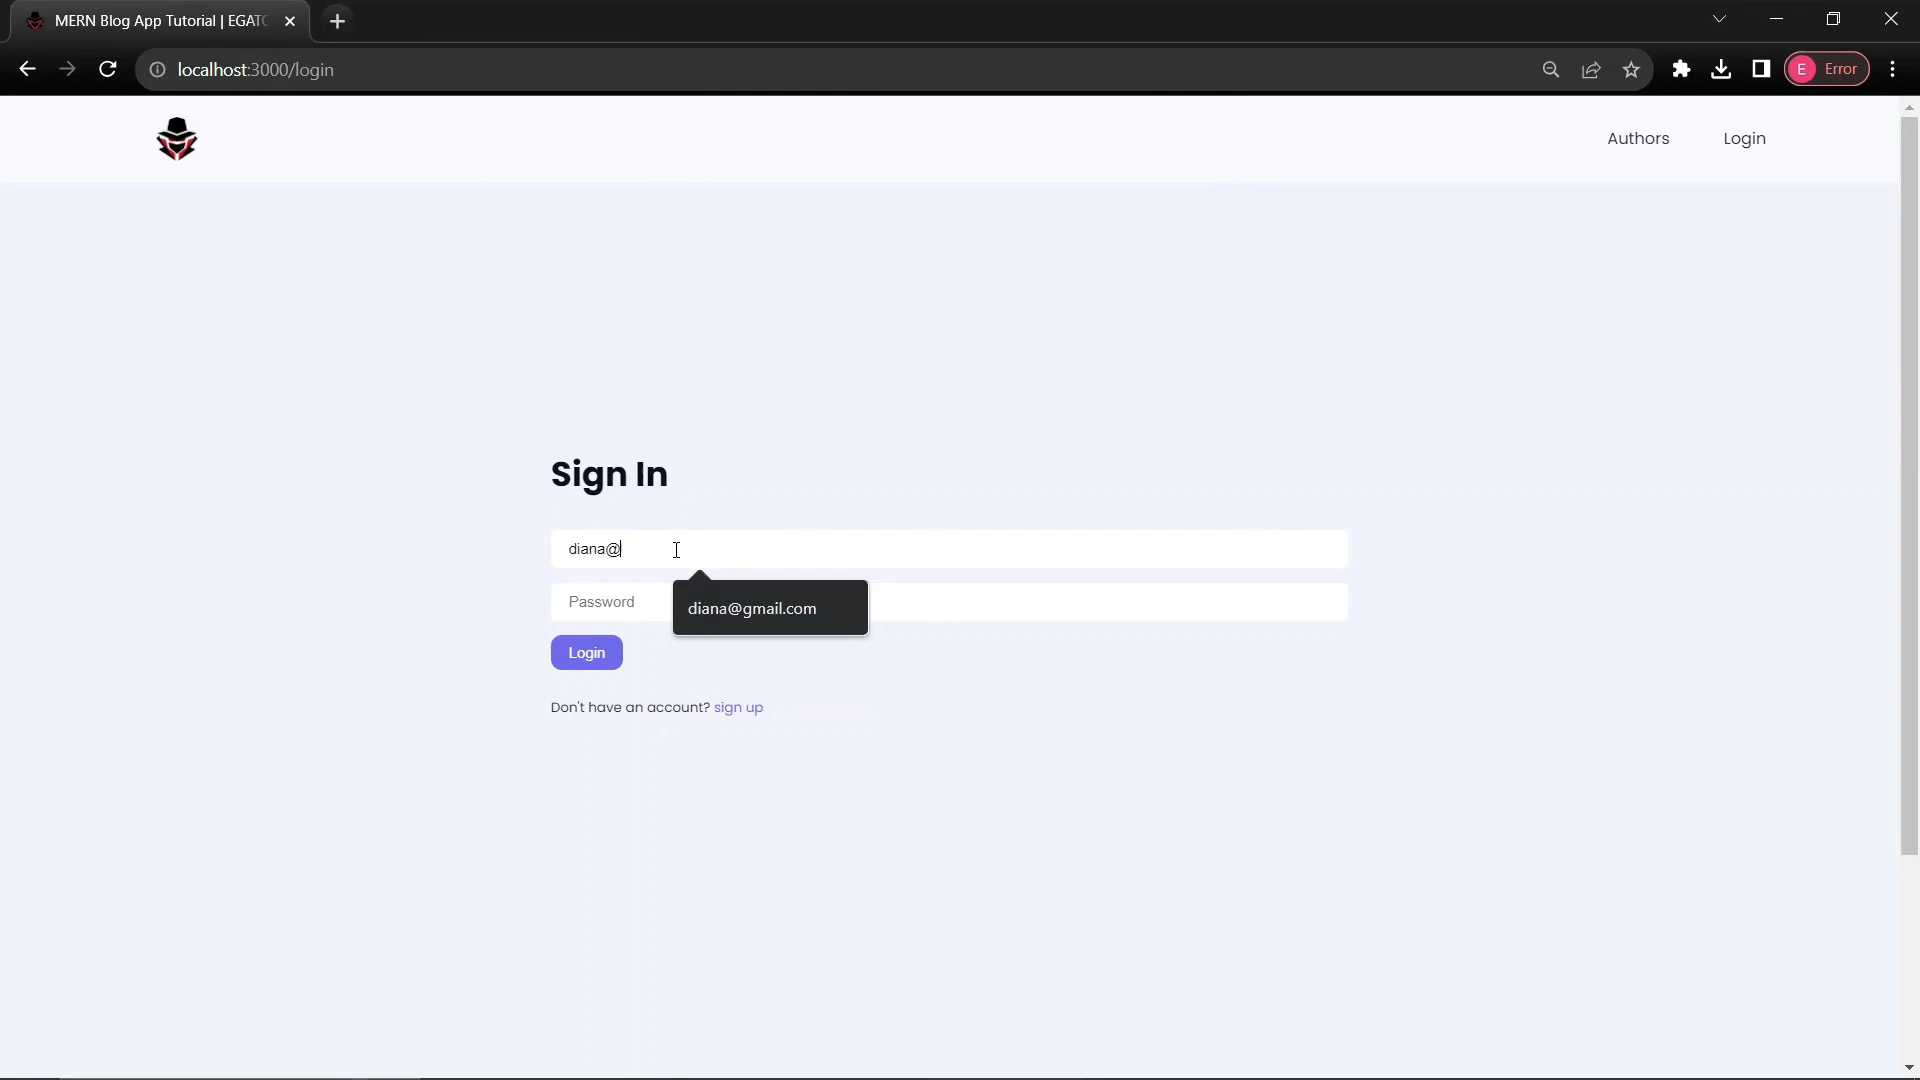 MERN Blog App Tutorial | EGATO
localhost:3000/login
E Error
Authors Login
Sign In
diana@
diana@gmail.com
Password
Login
Don't have an account? sign up